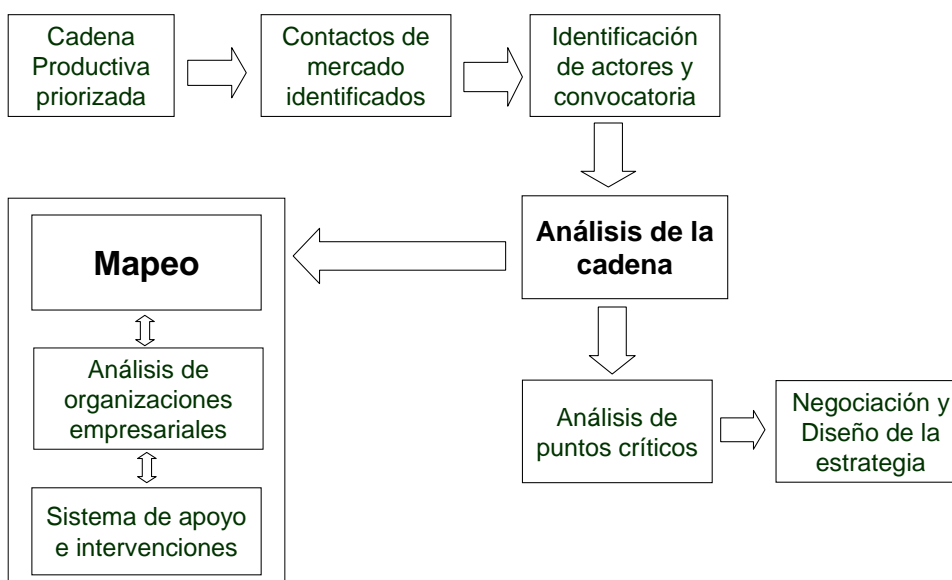 Cadena
Productiva
priorizada
Contactos de
mercado
identificados
Identificación
de actores y
convocatoria
Análisis de la
cadena
Mapeo
Análisis de
organizaciones
empresariales
Sistema de apoyo
e intervenciones
Análisis de
puntos críticos
Negociación y
Diseño de la
estrategia